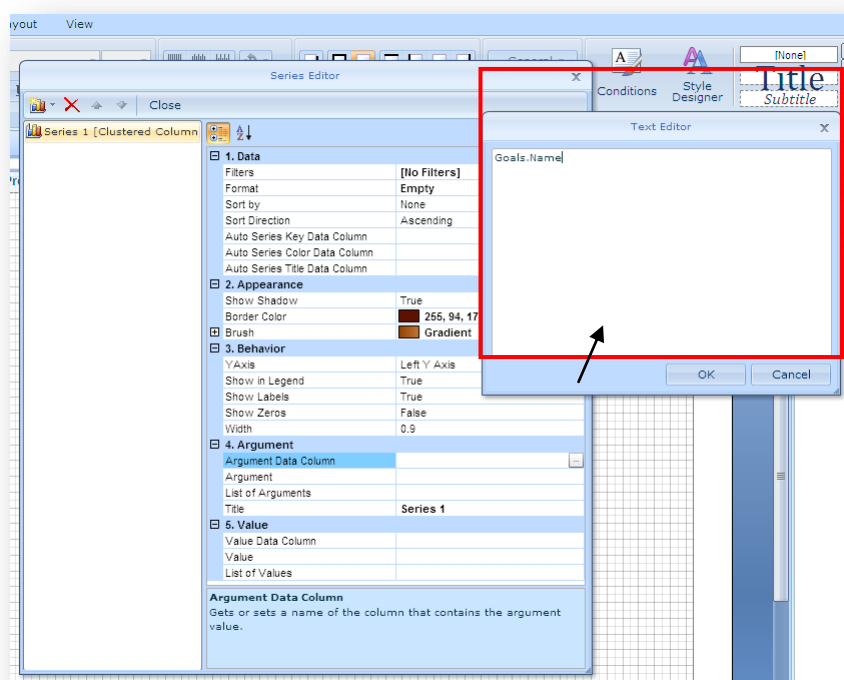 yout View
Series Editor x
General
[None]
Conditions
Style Designer
Title
Subtitle
Close
Text Editor x
Series 1 [Clustered Column
Goals.Name
1. Data
Filters [No Filters]
Format Empty
Sort by None
Sort Direction Ascending
Auto Series Key Data Column
Auto Series Color Data Column
Auto Series Title Data Column
2. Appearance
Show Shadow True
Border Color 255, 94, 17
Brush Gradient
3. Behavior
YAxis Left Y Axis
Show in Legend True
Show Labels True
Show Zeros False
Width 0.9
OK Cancel
4. Argument
Argument Data Column ...
Argument
List of Arguments
Title Series 1
5. Value
Value Data Column
Value
List of Values
Argument Data Column
Gets or sets a name of the column that contains the argument
value.